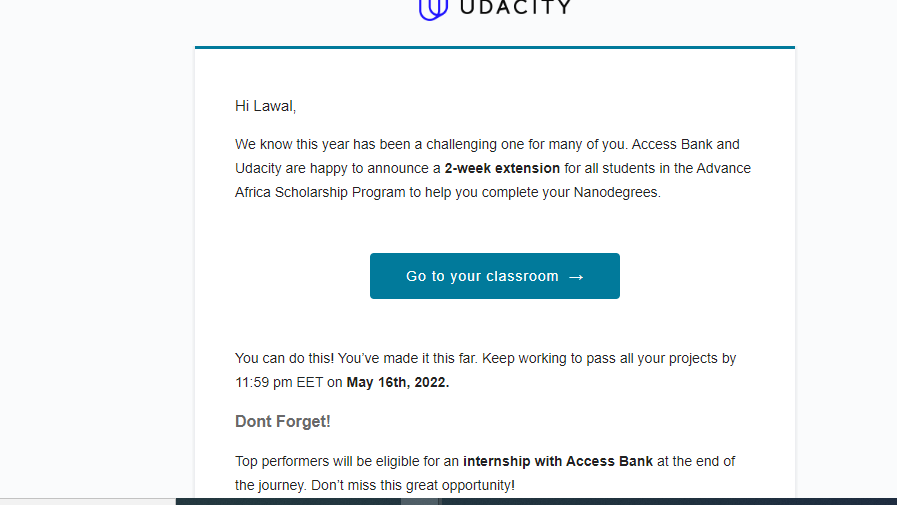 UDACITY
Hi Lawal,
We know this year has been a challenging one for many of you. Access Bank and
Udacity are happy to announce a 2-week extension for all students in the Advance
Africa Scholarship Program to help you complete your Nanodegrees.
Go to your classroom →
You can do this! You’ve made it this far. Keep working to pass all your projects by
11:59 pm EET on May 16th, 2022.
Dont Forget!
Top performers will be eligible for an internship with Access Bank at the end of
the journey. Don’t miss this great opportunity!